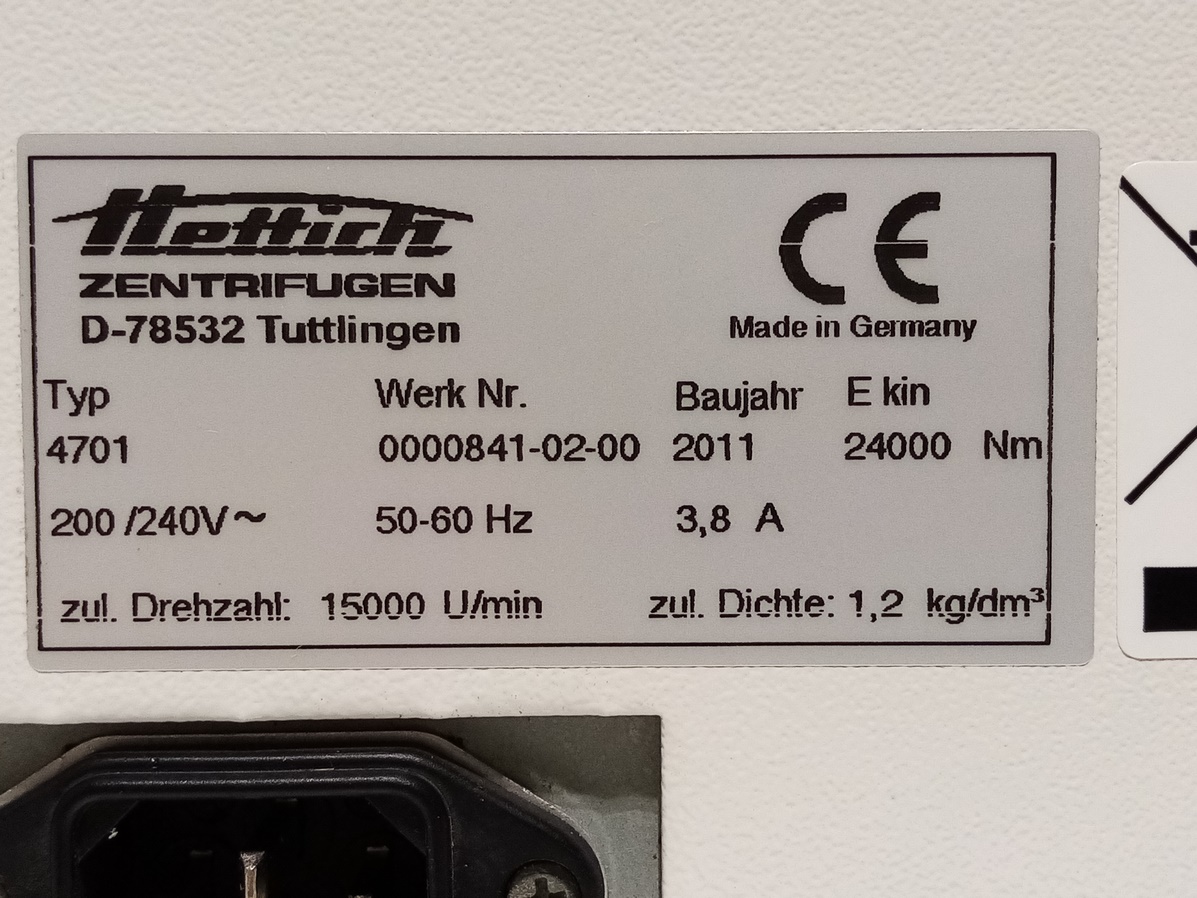 Hettich
ZENTRIFUGEN
D-78532 Tuttlingen
CE
Made in Germany
Typ Werk Nr. Baujahr E kin
4701 0000841-02-00 2011 24000 Nm
200 /240V~ 50-60 Hz 3,8 A
zul. Drehzahl: 15000 U/min zul. Dichte: 1,2 kg/dm³